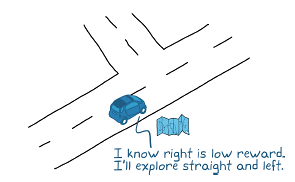 I know right is low reward.
I'll explore straight and left.